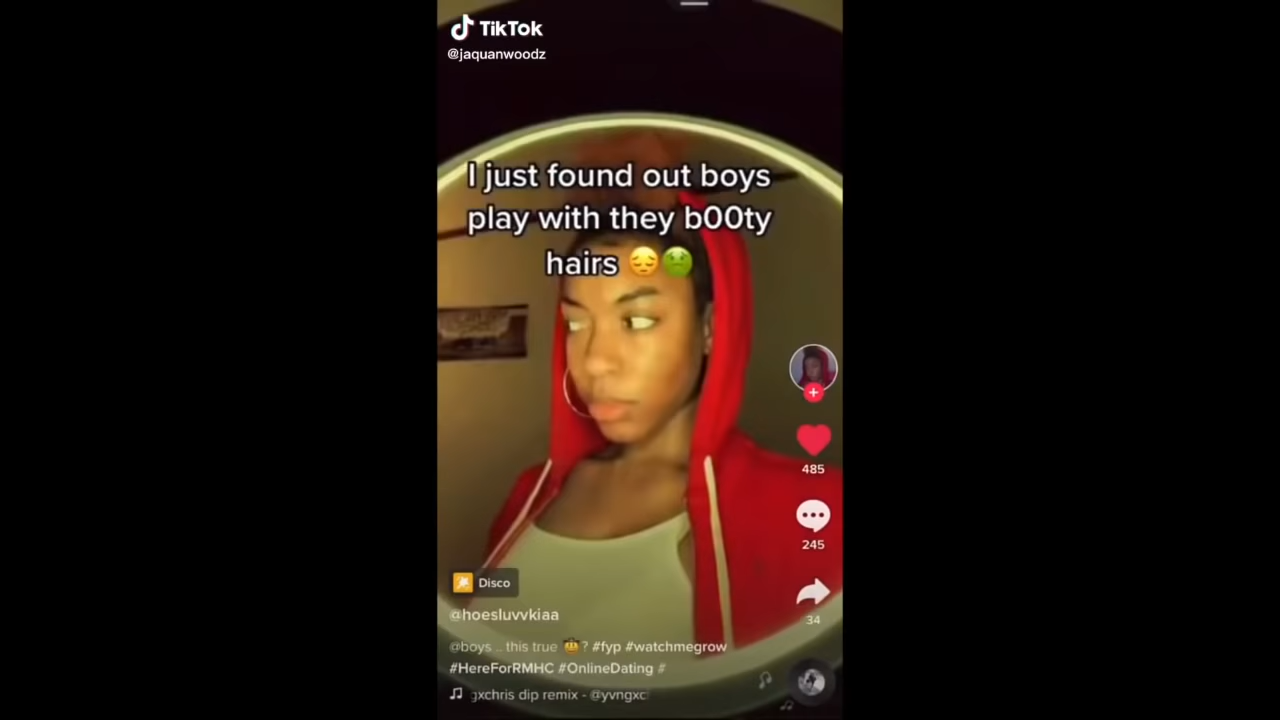 TikTok
@jaquanwoodz
I just found out boys
play with they b00ty
hairs 😔🤢
485
245
34
Disco
@hoesluvvkiaa
@boys .. this true 🤠? #fyp #watchmegrow
#HereForRMHC #OnlineDating #
gxchris dip remix - @yvngxc